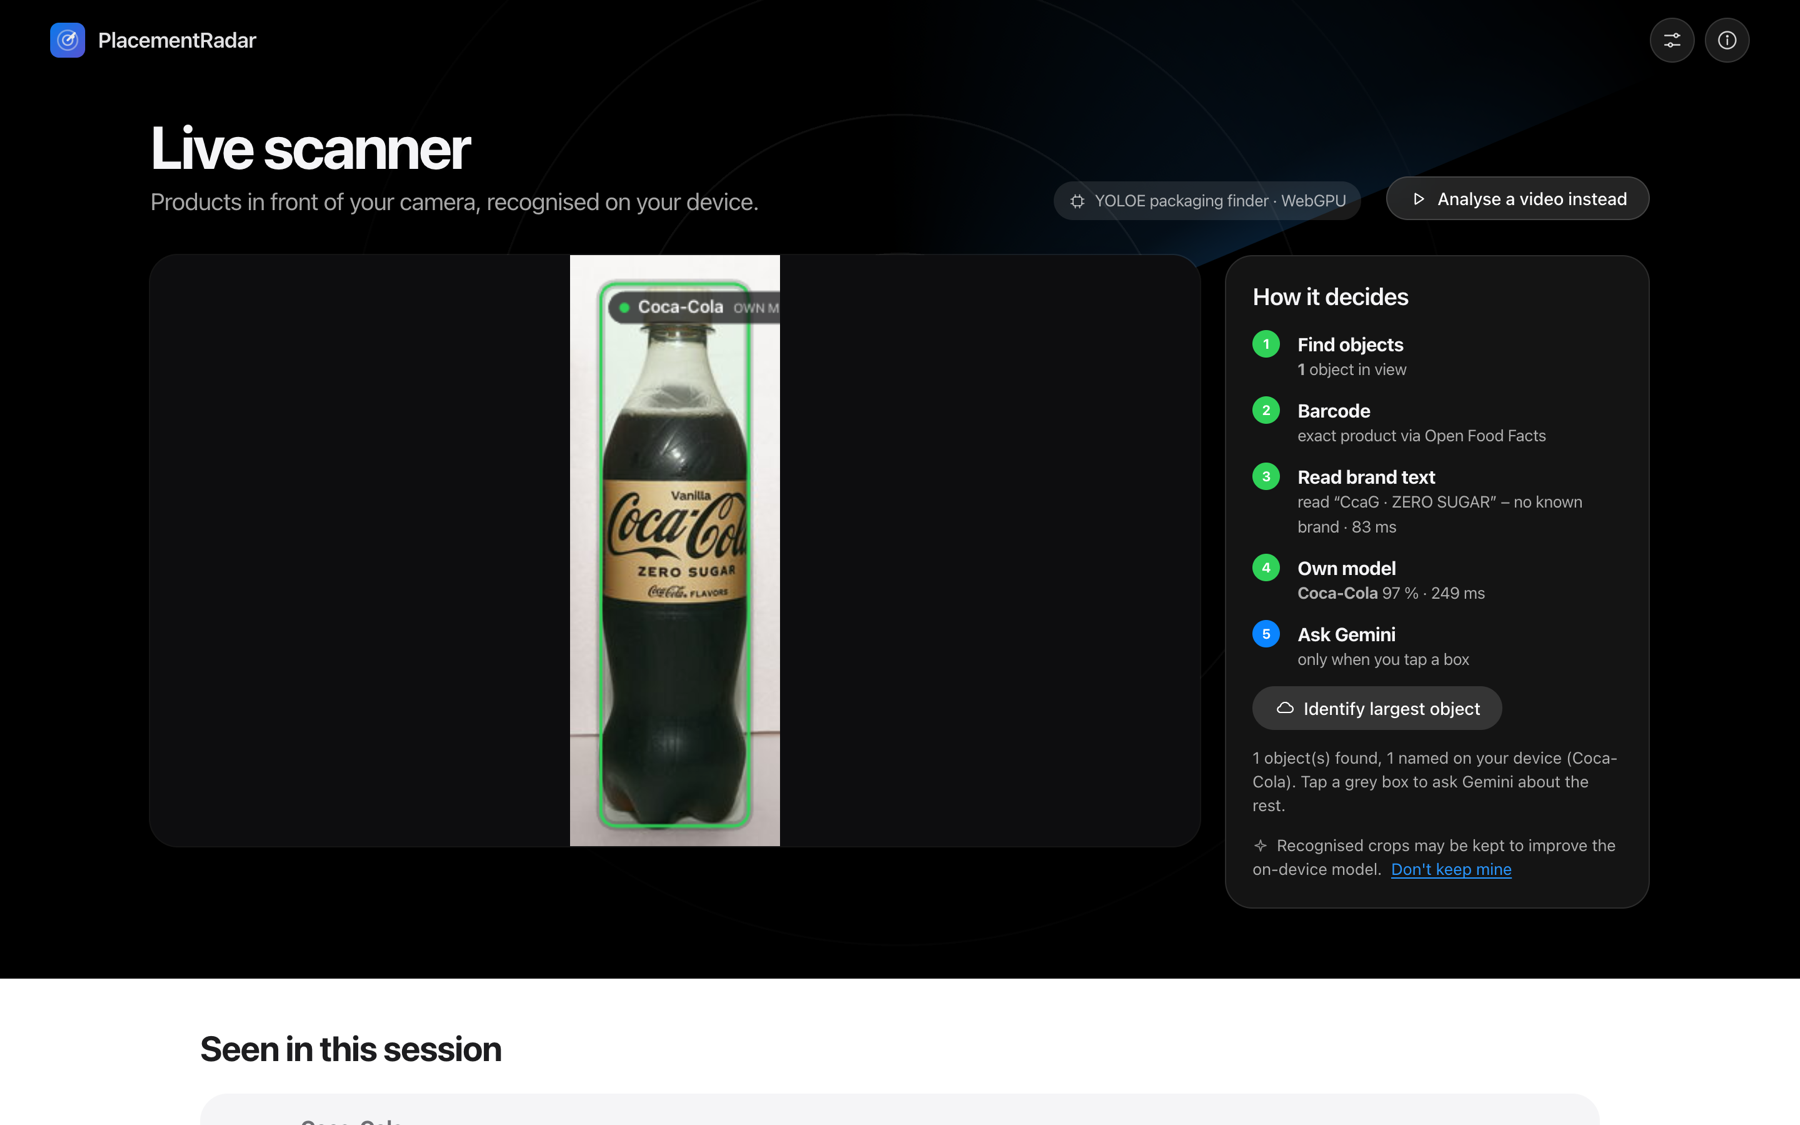 PlacementRadar
Live scanner
Products in front of your camera, recognised on your device.
YOLOE packaging finder · WebGPU
Analyse a video instead
Coca-Cola OWN M
Vanilla
Coca-Cola
ZERO SUGAR
Coca-Cola FLAVORS
How it decides
1 Find objects
1 object in view
2 Barcode
exact product via Open Food Facts
3 Read brand text
read “CcaG · ZERO SUGAR” – no known
brand · 83 ms
4 Own model
Coca-Cola 97 % · 249 ms
5 Ask Gemini
only when you tap a box
Identify largest object
1 object(s) found, 1 named on your device (Coca-
Cola). Tap a grey box to ask Gemini about the
rest.
Recognised crops may be kept to improve the
on-device model. Don't keep mine
Seen in this session